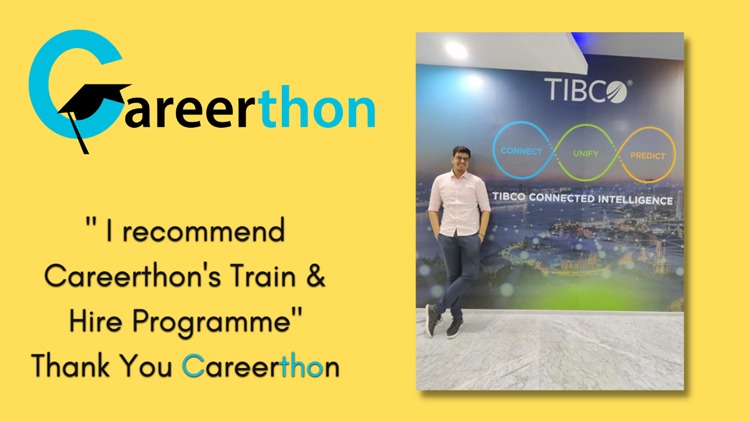 Careerthon
" I recommend
Careerthon's Train &
Hire Programme"
Thank You Careerthon
TIBCO®
CONNECT UNIFY PREDICT
TIBCO CONNECTED INTELLIGENCE